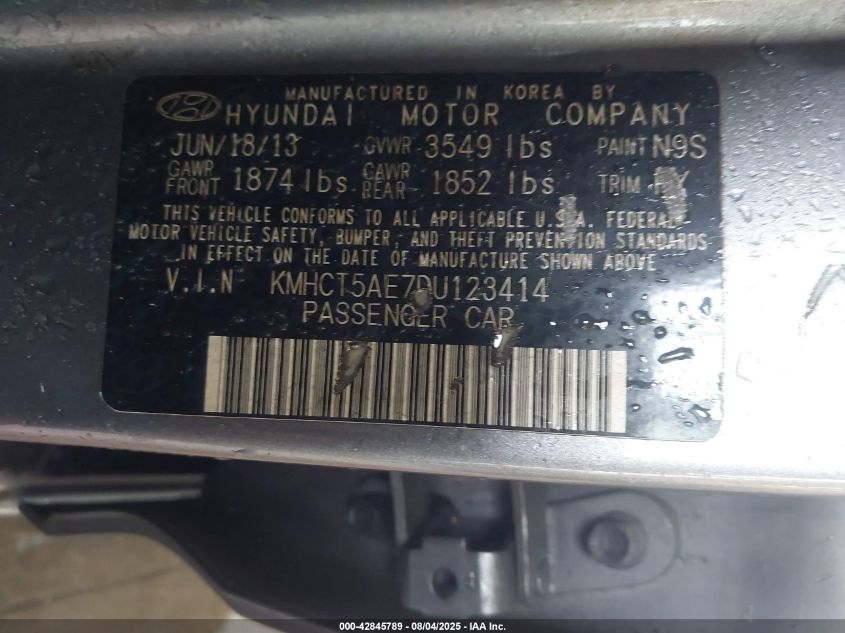 MANUFACTURED IN KOREA BY
HYUNDAI MOTOR COMPANY
JUN/18/13 GVWR 3549 lbs PAINT N9S
GAWR FRONT 1874 lbs GAWR REAR 1852 lbs TRIM
THIS VEHICLE CONFORMS TO ALL APPLICABLE U.S.A. FEDERAL
MOTOR VEHICLE SAFETY, BUMPER, AND THEFT PREVENTION STANDARDS
IN EFFECT ON THE DATE OF MANUFACTURE SHOWN ABOVE
V.I.N KMHCT5AE7DU123414
PASSENGER CAR
000-42845789 - 08/04/2025 - IAA Inc.